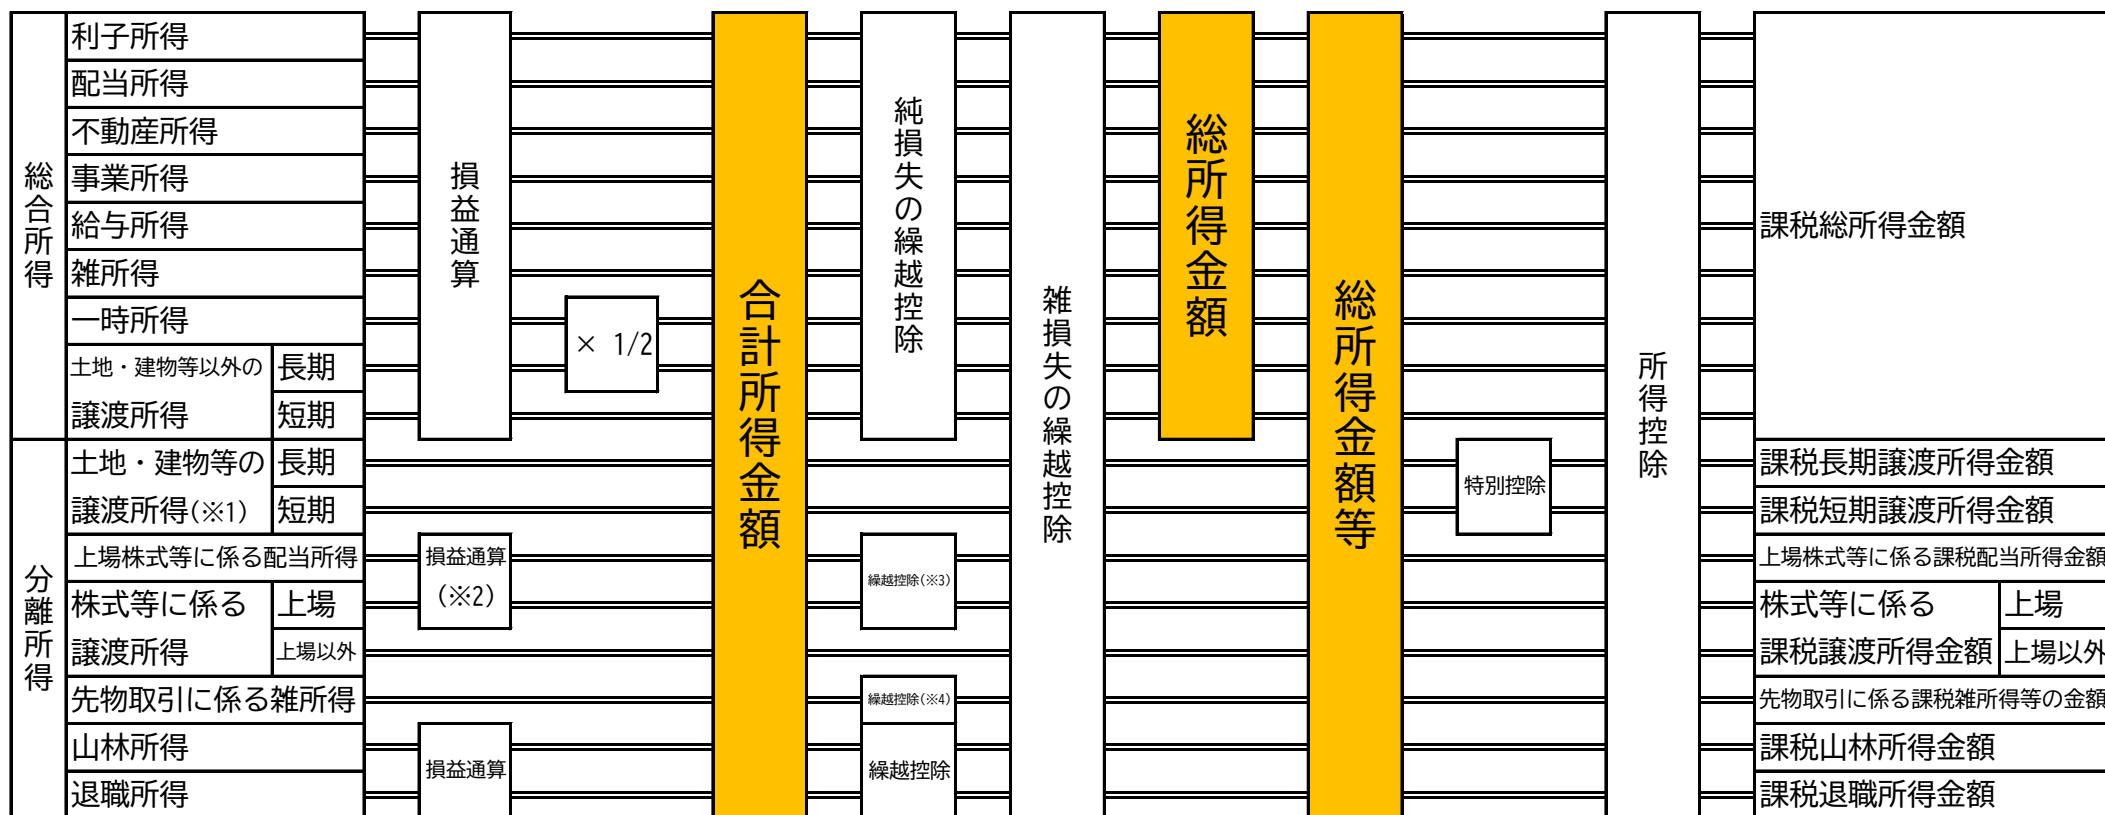 総合所得
利子所得
配当所得
不動産所得
事業所得
給与所得
雑所得
一時所得
土地・建物等以外の
譲渡所得
長期
短期
分離所得
土地・建物等の
譲渡所得(※1)
長期
短期
上場株式等に係る配当所得
株式等に係る
譲渡所得
上場
上場以外
先物取引に係る雑所得
山林所得
退職所得
損益通算
損益通算
(※2)
損益通算
× 1/2
合計所得金額
純損失の繰越控除
繰越控除(※3)
繰越控除(※4)
繰越控除
雑損失の繰越控除
総所得金額
総所得金額等
特別控除
所得控除
課税総所得金額
課税長期譲渡所得金額
課税短期譲渡所得金額
上場株式等に係る課税配当所得金額
株式等に係る
課税譲渡所得金額
上場
上場以外
先物取引に係る課税雑所得等の金額
課税山林所得金額
課税退職所得金額